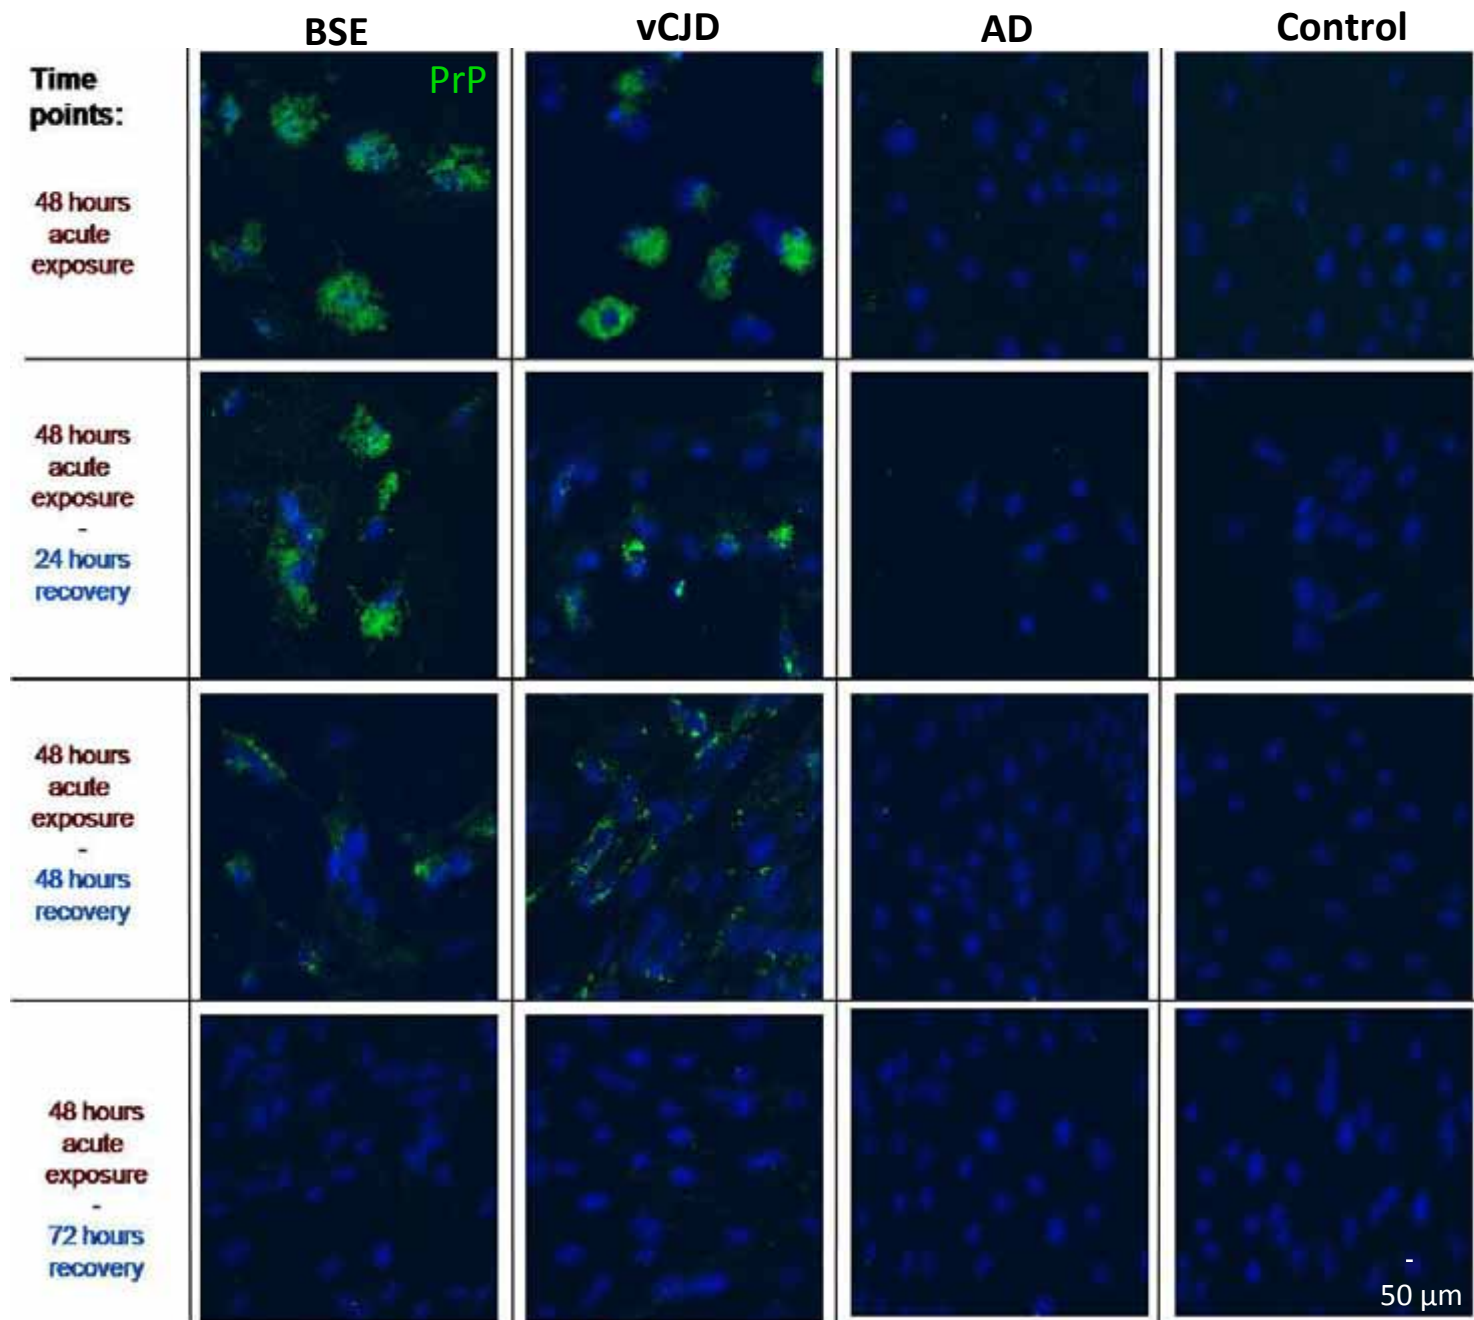 BSE
vCJD
AD
Control
Time
points:
PrP
48 hours
acute
exposure
48 hours
acute
exposure
-
24 hours
recovery
48 hours
acute
exposure
-
48 hours
recovery
48 hours
acute
exposure
-
72 hours
recovery
50 µm